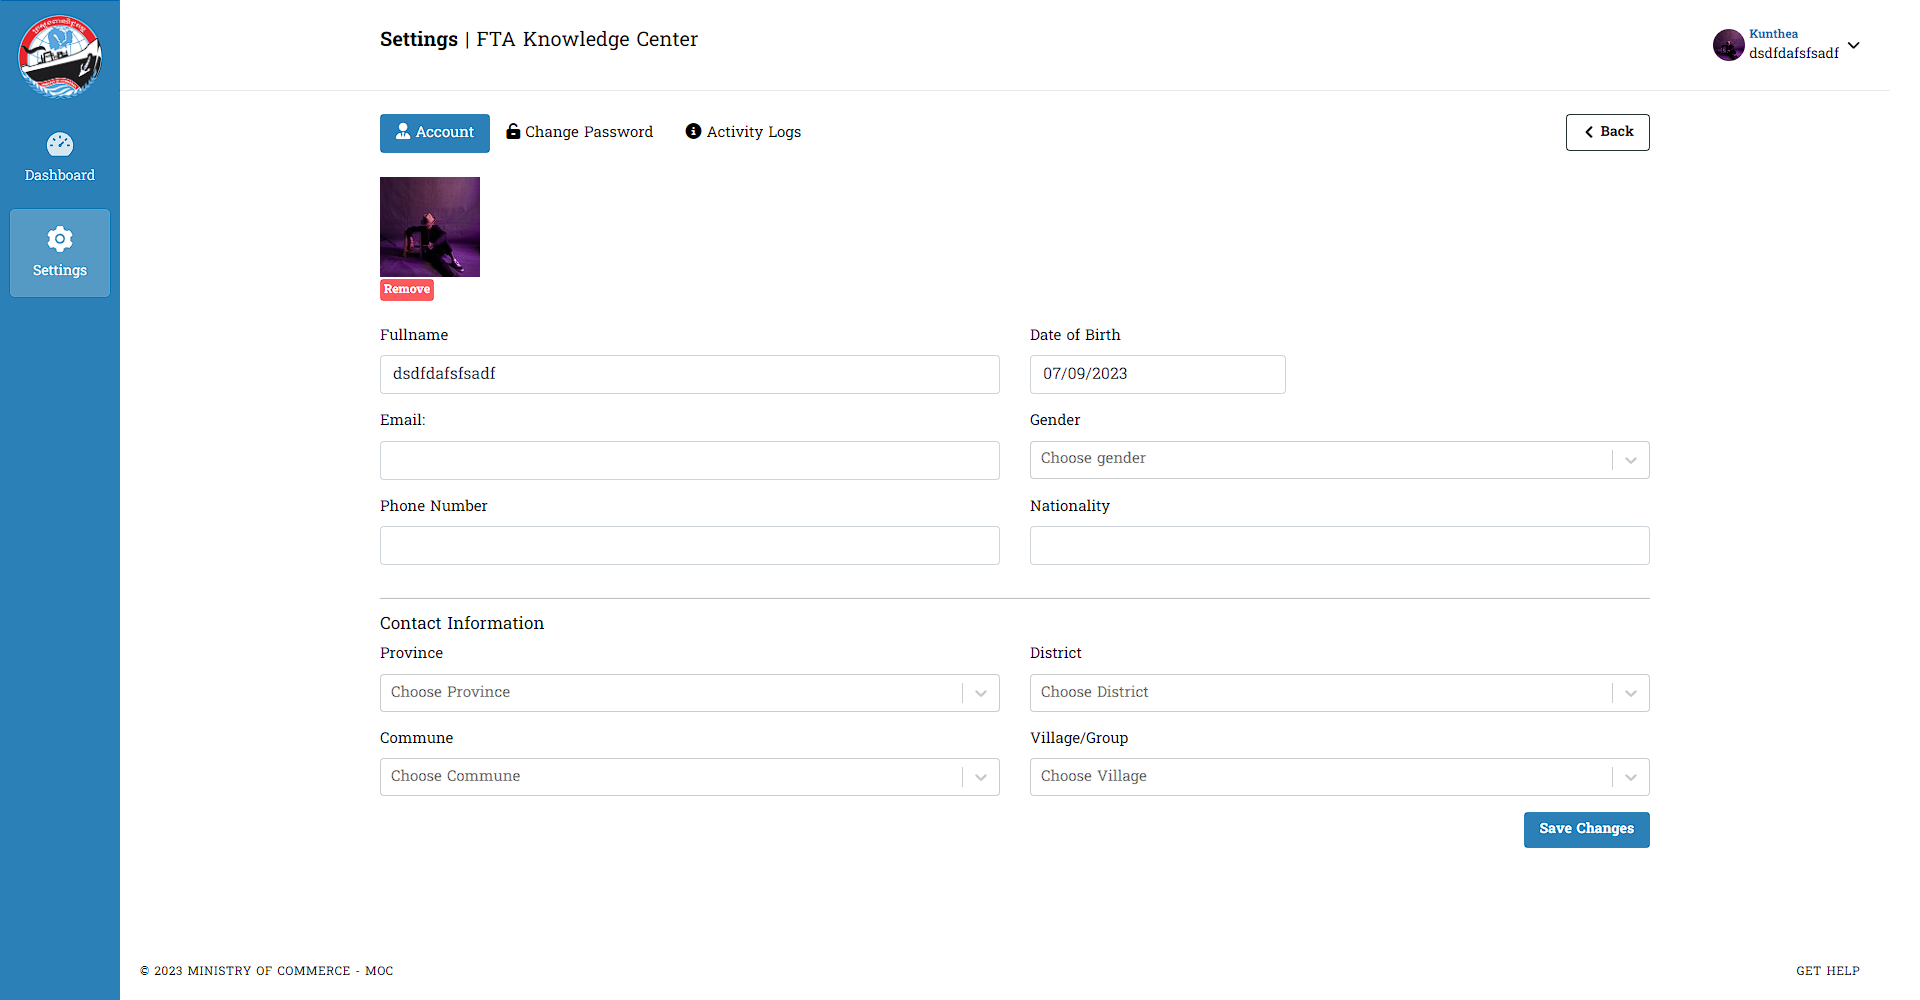 Settings | FTA Knowledge Center
Kunthea
dsdfdafsfsadf
Dashboard
Settings
Account
Change Password
Activity Logs
Back
Remove
Fullname
Date of Birth
dsdfdafsfsadf
07/09/2023
Email:
Gender
Choose gender
Phone Number
Nationality
Contact Information
Province
District
Choose Province
Choose District
Commune
Village/Group
Choose Commune
Choose Village
Save Changes
© 2023 MINISTRY OF COMMERCE - MOC
GET HELP